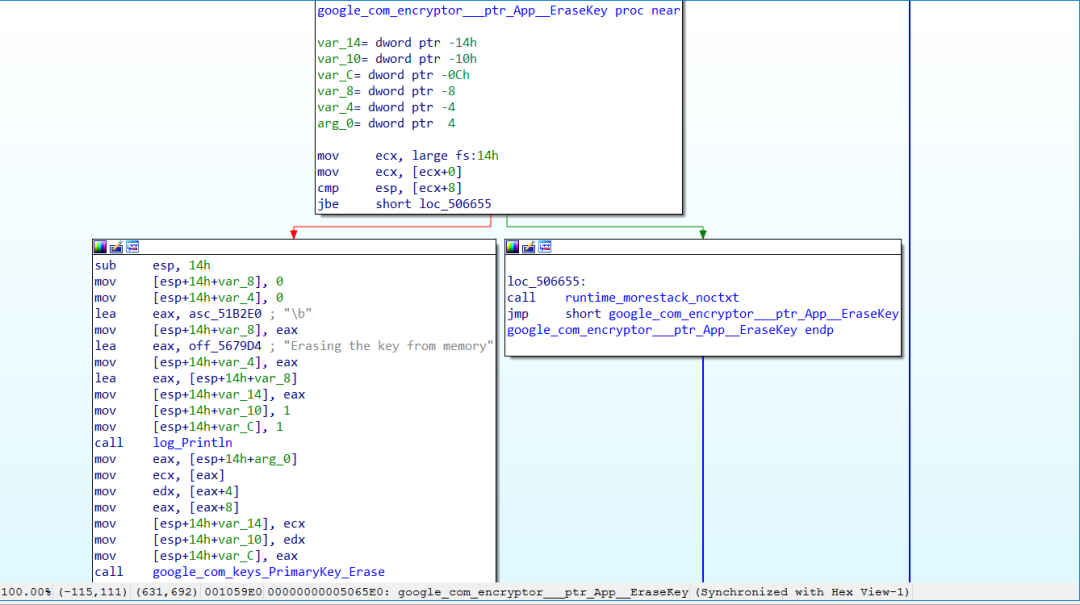 google_com_encryptor___ptr_App__EraseKey proc near
var_14= dword ptr -14h
var_10= dword ptr -10h
var_C= dword ptr -0Ch
var_8= dword ptr -8
var_4= dword ptr -4
arg_0= dword ptr  4
mov     ecx, large fs:14h
mov     ecx, [ecx+0]
cmp     esp, [ecx+8]
jbe     short loc_506655
sub     esp, 14h
mov     [esp+14h+var_8], 0
mov     [esp+14h+var_4], 0
lea     eax, asc_51B2E0 ; "\b"
mov     [esp+14h+var_8], eax
lea     eax, off_5679D4 ; "Erasing the key from memory"
mov     [esp+14h+var_4], eax
lea     eax, [esp+14h+var_8]
mov     [esp+14h+var_14], eax
mov     [esp+14h+var_10], 1
mov     [esp+14h+var_C], 1
call    log_Println
mov     eax, [esp+14h+arg_0]
mov     ecx, [eax]
mov     edx, [eax+4]
mov     eax, [eax+8]
mov     [esp+14h+var_14], ecx
mov     [esp+14h+var_10], edx
mov     [esp+14h+var_C], eax
call    google_com_keys_PrimaryKey_Erase
loc_506655:
call    runtime_morestack_noctxt
jmp     short google_com_encryptor___ptr_App__EraseKey
google_com_encryptor___ptr_App__EraseKey endp
100.00% (-115,111) (631,692) 001059E0 00000000005065E0: google_com_encryptor___ptr_App__EraseKey (Synchronized with Hex View-1)